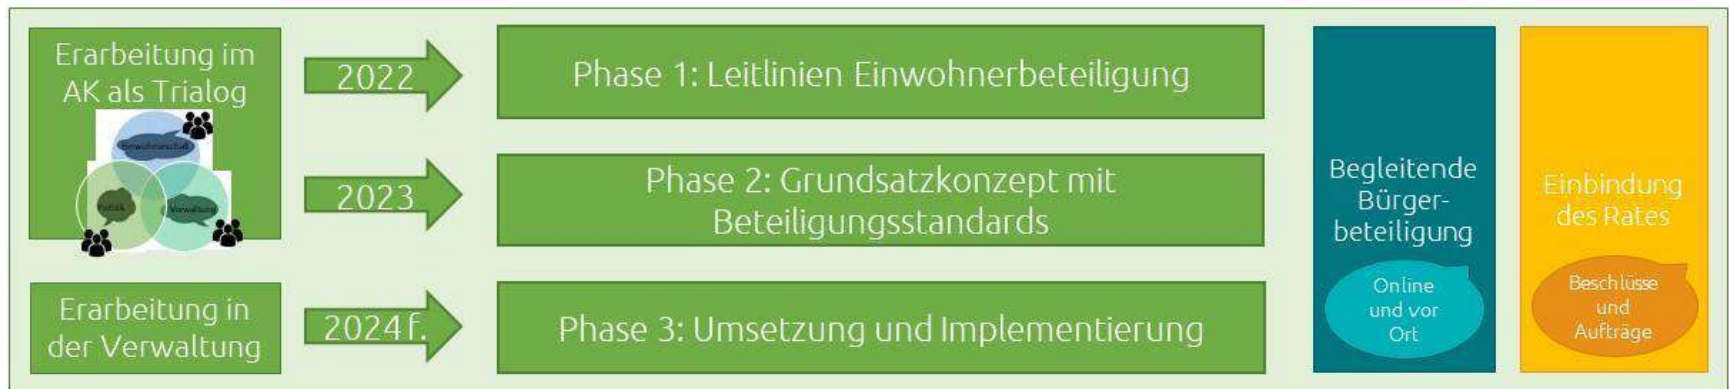 Erarbeitung im
AK als Trialog
Einwohnerschaft
Politik
Verwaltung
2022
Phase 1: Leitlinien Einwohnerbeteiligung
2023
Phase 2: Grundsatzkonzept mit
Beteiligungsstandards
Erarbeitung in
der Verwaltung
2024 f.
Phase 3: Umsetzung und Implementierung
Begleitende
Bürger-
beteiligung
Online
und vor
Ort
Einbindung
des Rates
Beschlüsse
und
Aufträge